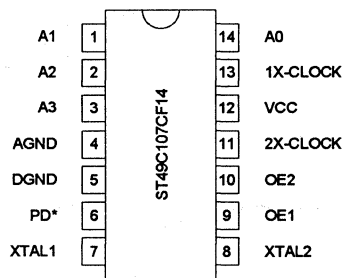 A1 1 14 A0
A2 2 13 1X-CLOCK
A3 3 12 VCC
AGND 4 11 2X-CLOCK
DGND 5 10 OE2
PD* 6 9 OE1
XTAL1 7 8 XTAL2
ST49C107CF14